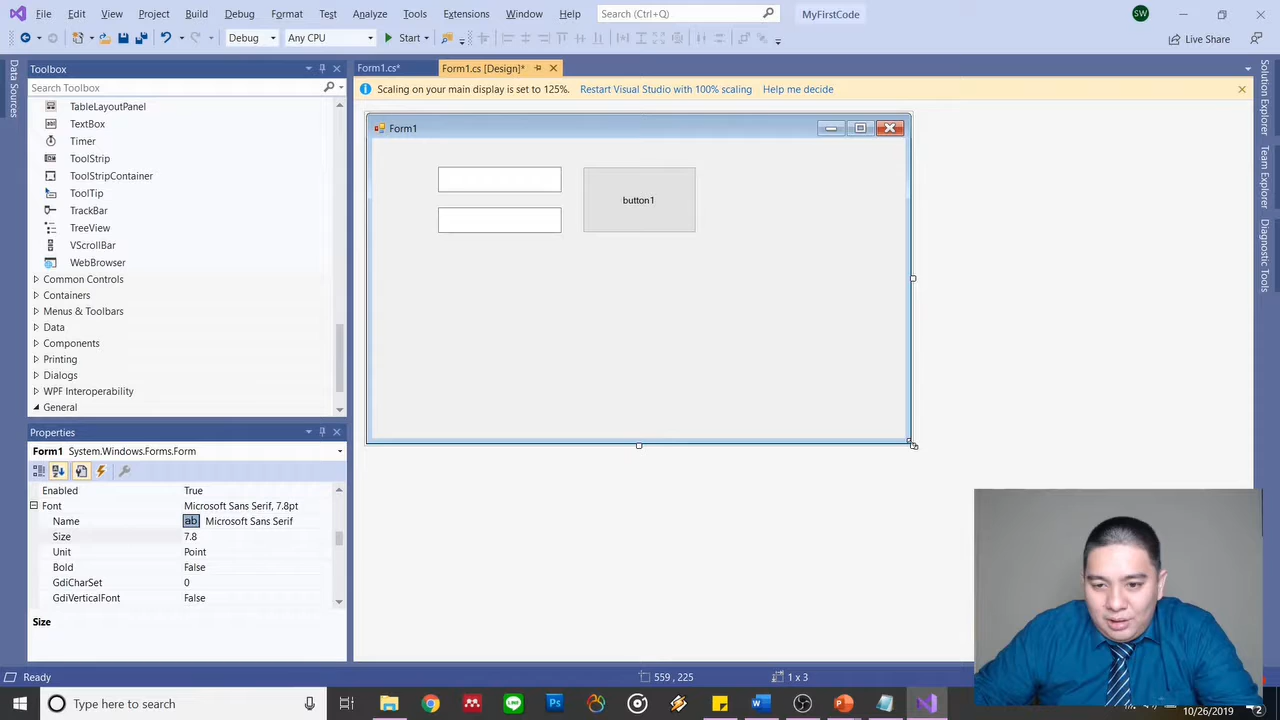 File Edit View Project Build Debug Format Test Analyze Tools Extensions Window Help Search (Ctrl+Q) MyFirstCode SW
Debug Any CPU Start Live Share
Data Sources
Toolbox
Search Toolbox
TableLayoutPanel
TextBox
Timer
ToolStrip
ToolStripContainer
ToolTip
TrackBar
TreeView
VScrollBar
WebBrowser
Common Controls
Containers
Menus & Toolbars
Data
Components
Printing
Dialogs
WPF Interoperability
General
Properties
Form1 System.Windows.Forms.Form
Enabled True
Font Microsoft Sans Serif, 7.8pt
Name ab Microsoft Sans Serif
Size 7.8
Unit Point
Bold False
GdiCharSet 0
GdiVerticalFont False
Size
Form1.cs* Form1.cs [Design]*
Scaling on your main display is set to 125%. Restart Visual Studio with 100% scaling Help me decide
Form1
button1
Solution Explorer
Team Explorer
Diagnostic Tools
Ready 559 , 225 1 x 3
Type here to search
10/26/2019 2